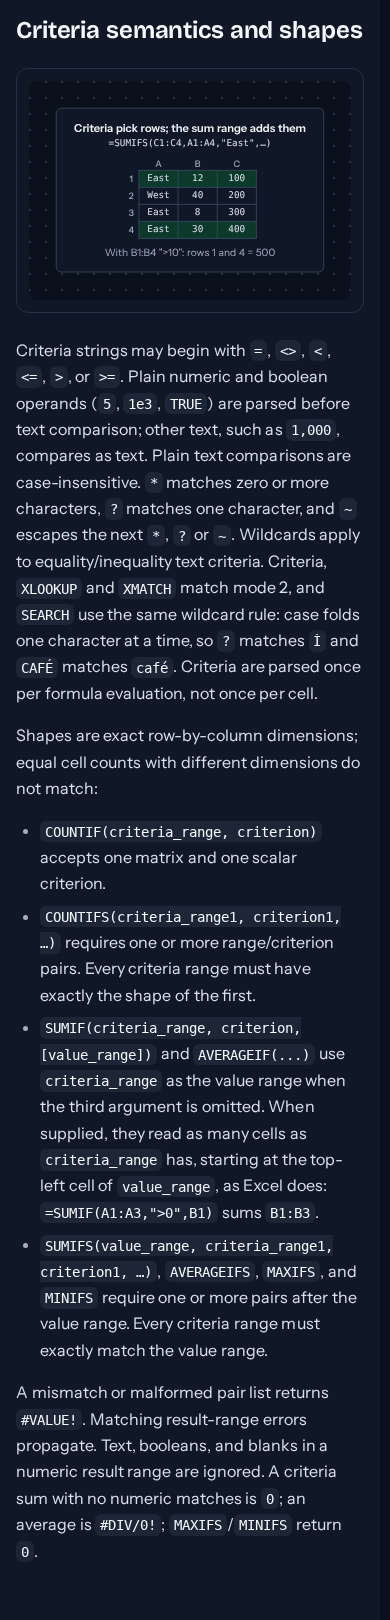 Criteria semantics and shapes
Criteria pick rows; the sum range adds them
=SUMIFS(C1:C4,A1:A4,"East",…)
A B C
1 East 12 100
2 West 40 200
3 East 8 300
4 East 30 400
With B1:B4 ">10": rows 1 and 4 = 500
Criteria strings may begin with =, <>, <,
<=, >, or >=. Plain numeric and boolean
operands (5, 1e3, TRUE) are parsed before
text comparison; other text, such as 1,000,
compares as text. Plain text comparisons are
case-insensitive. * matches zero or more
characters, ? matches one character, and ~
escapes the next *, ? or ~. Wildcards apply
to equality/inequality text criteria. Criteria,
XLOOKUP and XMATCH match mode 2, and
SEARCH use the same wildcard rule: case folds
one character at a time, so ? matches İ and
CAFÉ matches café. Criteria are parsed once
per formula evaluation, not once per cell.
Shapes are exact row-by-column dimensions;
equal cell counts with different dimensions do
not match:
• COUNTIF(criteria_range, criterion)
accepts one matrix and one scalar
criterion.
• COUNTIFS(criteria_range1, criterion1,
…) requires one or more range/criterion
pairs. Every criteria range must have
exactly the shape of the first.
• SUMIF(criteria_range, criterion,
[value_range]) and AVERAGEIF(...) use
criteria_range as the value range when
the third argument is omitted. When
supplied, they read as many cells as
criteria_range has, starting at the top-
left cell of value_range, as Excel does:
=SUMIF(A1:A3,">0",B1) sums B1:B3.
• SUMIFS(value_range, criteria_range1,
criterion1, …), AVERAGEIFS, MAXIFS, and
MINIFS require one or more pairs after the
value range. Every criteria range must
exactly match the value range.
A mismatch or malformed pair list returns
#VALUE!. Matching result-range errors
propagate. Text, booleans, and blanks in a
numeric result range are ignored. A criteria
sum with no numeric matches is 0; an
average is #DIV/0!; MAXIFS/MINIFS return
0.